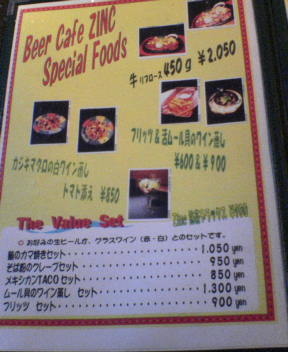 Beer Cafe ZINC
Special Foods
牛リブロース 450g ¥2.050
フリッツ & 活ムール貝のワイン蒸し
¥600 & ¥900
カジキマグロの白ワイン蒸し
トマト添え ¥850
The Value Set
お好みの生ビールか、グラスワイン(赤・白)とのセットです。
のカマ焼きセット 1.050 yen
そば粉のクレープセット 950 yen
メキシカンTACOセット 850 yen
ムール貝のワイン蒸し セット 1.300 yen
フリッツ セット 900 yen